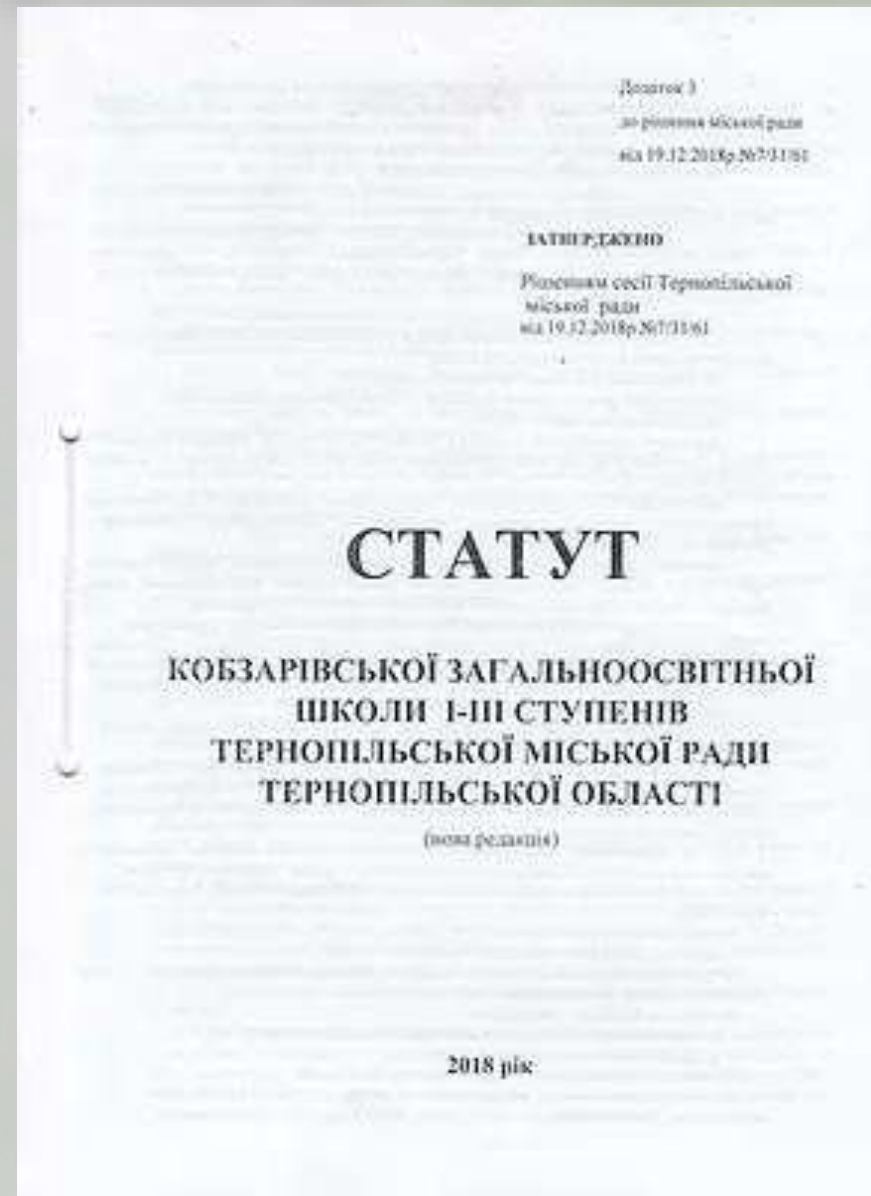 Додаток 3
до рішення міської ради
від 19.12.2018р.№7/31/61
ЗАТВЕРДЖЕНО
Рішенням сесії Тернопільської
міської ради
від 19.12.2018р.№7/31/61
СТАТУТ
КОБЗАРІВСЬКОЇ ЗАГАЛЬНООСВІТНЬОЇ
ШКОЛИ І-ІІІ СТУПЕНІВ
ТЕРНОПІЛЬСЬКОЇ МІСЬКОЇ РАДИ
ТЕРНОПІЛЬСЬКОЇ ОБЛАСТІ
(нова редакція)
2018 рік